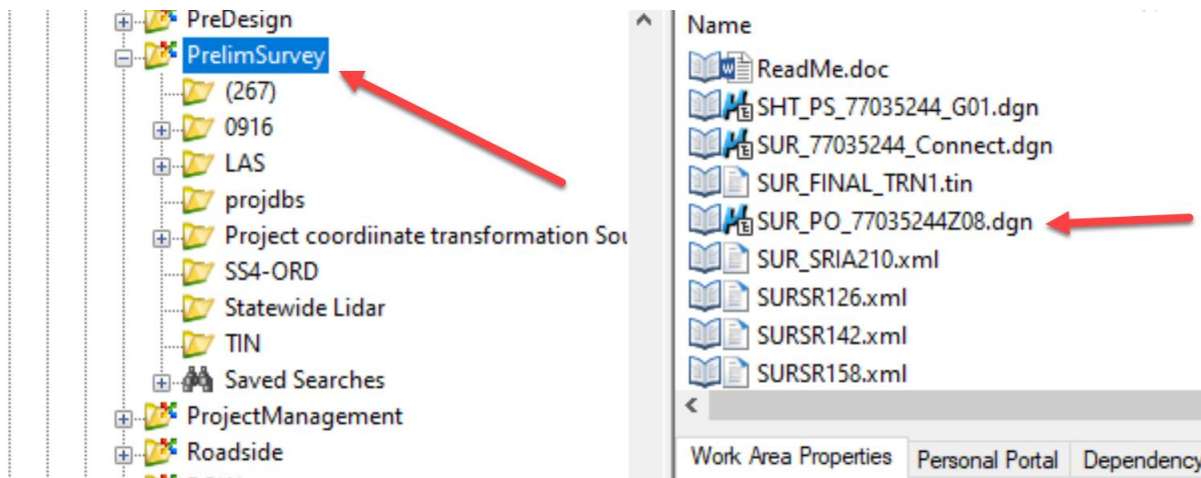 PreDesign
PrelimSurvey
(267)
0916
LAS
projdbs
Project coordiinate transformation Sou
SS4-ORD
Statewide Lidar
TIN
Saved Searches
ProjectManagement
Roadside
Name
ReadMe.doc
SHT_PS_77035244_G01.dgn
SUR_77035244_Connect.dgn
SUR_FINAL_TRN1.tin
SUR_PO_77035244Z08.dgn
SUR_SRIA210.xml
SURSR126.xml
SURSR142.xml
SURSR158.xml
Work Area Properties Personal Portal Dependency